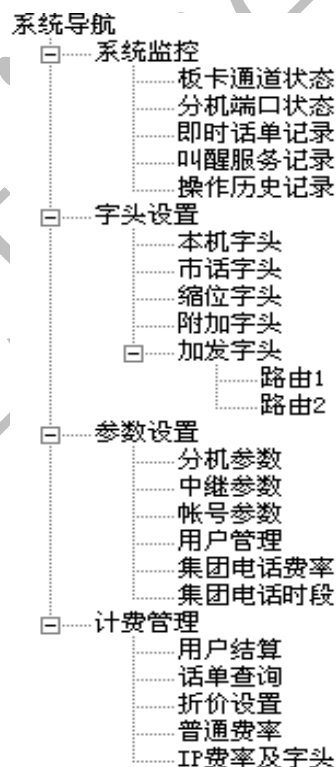 系统导航
系统监控
板卡通道状态
分机端口状态
即时话单记录
叫醒服务记录
操作历史记录
字头设置
本机字头
市话字头
缩位字头
附加字头
加发字头
路由1
路由2
参数设置
分机参数
中继参数
帐号参数
用户管理
集团电话费率
集团电话时段
计费管理
用户结算
话单查询
折价设置
普通费率
IP费率及字头